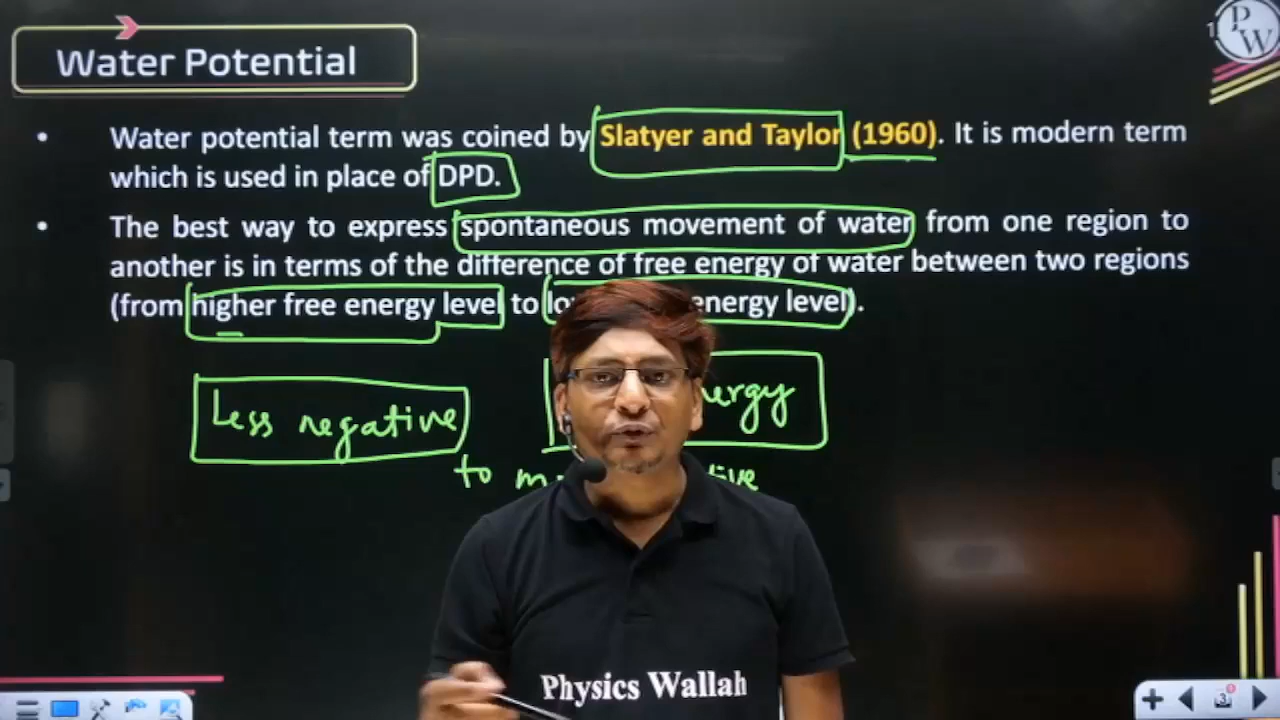 Water Potential
PW
• Water potential term was coined by Slatyer and Taylor (1960). It is modern term
which is used in place of DPD.
• The best way to express spontaneous movement of water from one region to
another is in terms of the difference of free energy of water between two regions
(from higher free energy level to energy level).
Less negative
to
Physics Wallah